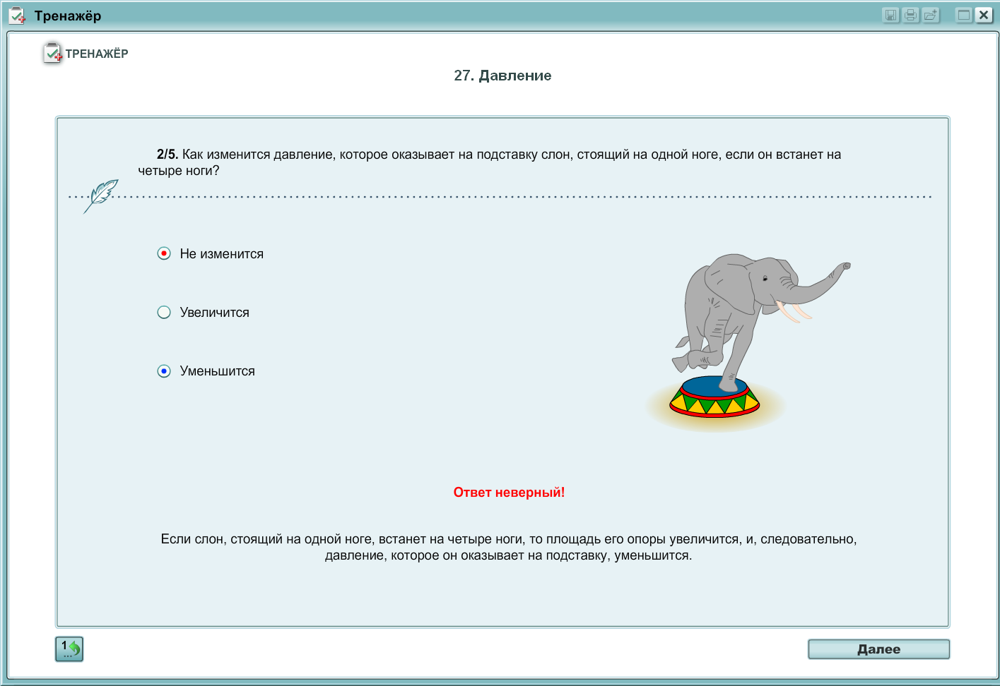 Тренажёр
ТРЕНАЖЁР
27. Давление
2/5. Как изменится давление, которое оказывает на подставку слон, стоящий на одной ноге, если он встанет на
четыре ноги?
Не изменится
Увеличится
Уменьшится
Ответ неверный!
Если слон, стоящий на одной ноге, встанет на четыре ноги, то площадь его опоры увеличится, и, следовательно,
давление, которое он оказывает на подставку, уменьшится.
1...
Далее